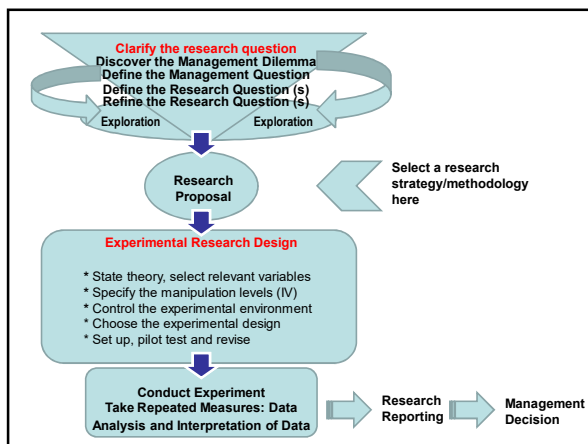 Clarify the research question
Discover the Management Dilemma
Define the Management Question
Define the Research Question (s)
Refine the Research Question (s)
Exploration Exploration
Research
Proposal
Select a research
strategy/methodology
here
Experimental Research Design
* State theory, select relevant variables
* Specify the manipulation levels (IV)
* Control the experimental environment
* Choose the experimental design
* Set up, pilot test and revise
Conduct Experiment
Take Repeated Measures: Data
Analysis and Interpretation of Data
Research
Reporting
Management
Decision